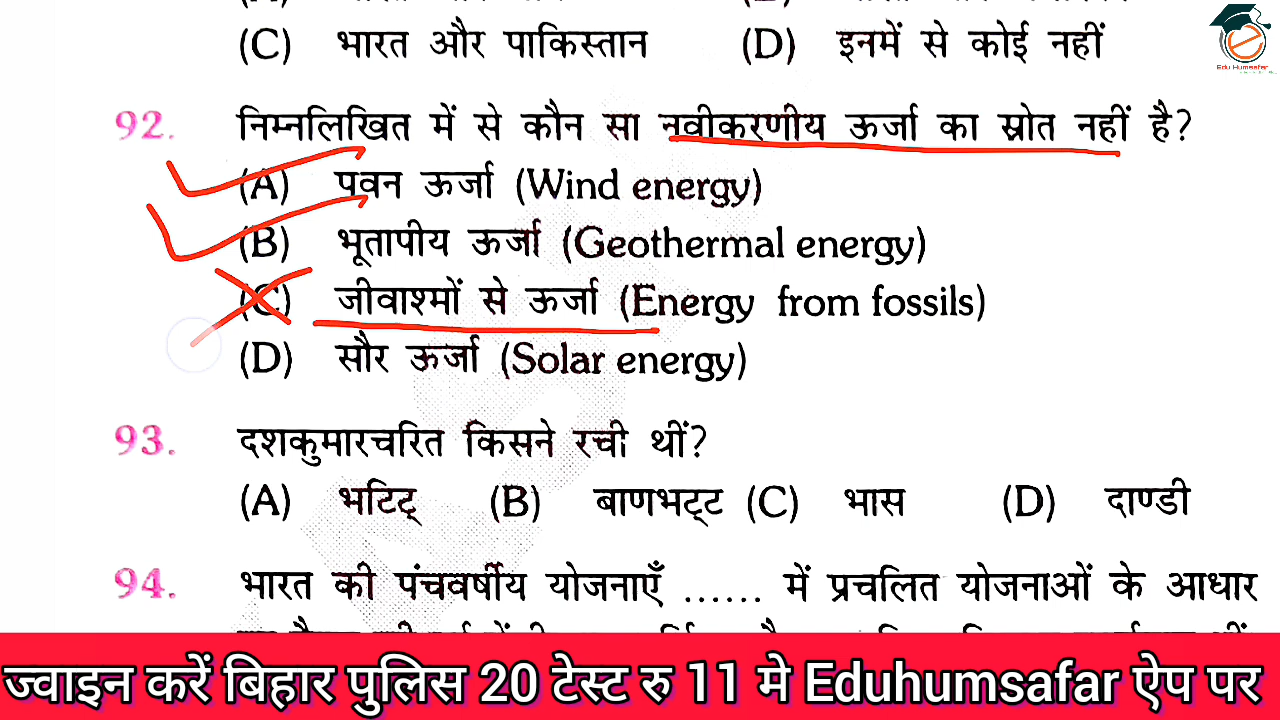 (C) भारत और पाकिस्तान (D) इनमें से कोई नहीं
Edu Humsafar
92. निम्नलिखित में से कौन सा नवीकरणीय ऊर्जा का स्रोत नहीं है?
(A) पवन ऊर्जा (Wind energy)
(B) भूतापीय ऊर्जा (Geothermal energy)
(C) जीवाश्मों से ऊर्जा (Energy from fossils)
(D) सौर ऊर्जा (Solar energy)
93. दशकुमारचरित किसने रची थीं?
(A) भटिट् (B) बाणभट्ट (C) भास (D) दाण्डी
94. भारत की पंचवर्षीय योजनाएँ ...... में प्रचलित योजनाओं के आधार
ज्वाइन करें बिहार पुलिस 20 टेस्ट रु 11 मे Eduhumsafar ऐप पर